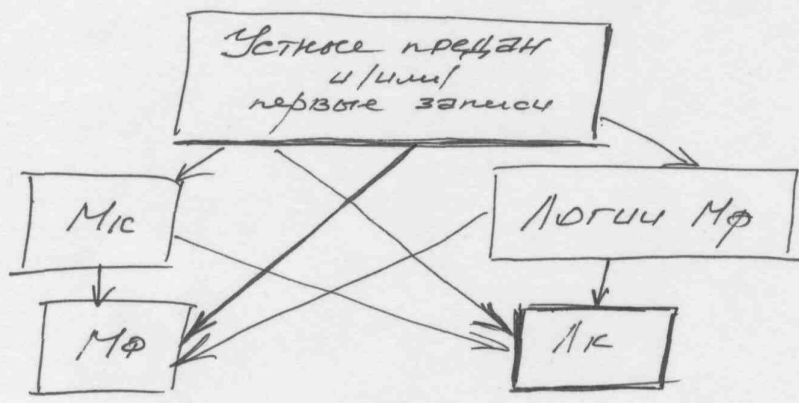 Устное предан
и/или/
первые записи
Мк
Логии Мф
Мф
Лк